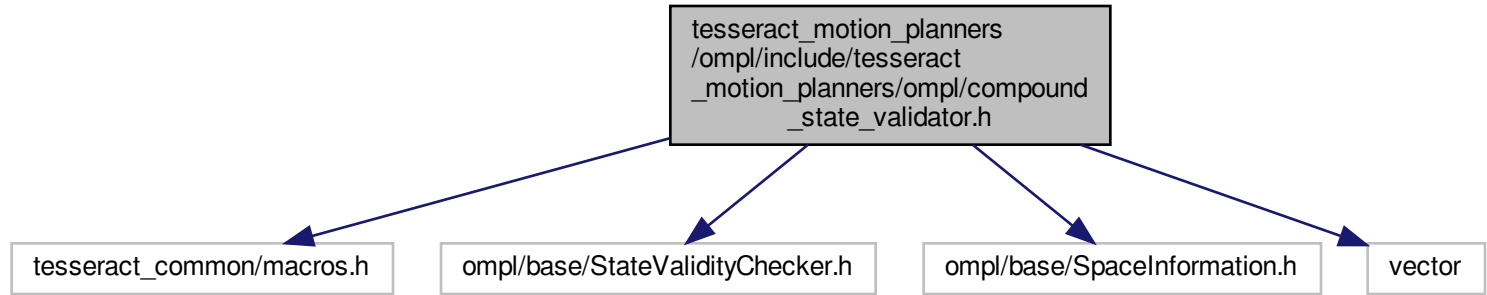 tesseract_motion_planners
/ompl/include/tesseract
_motion_planners/ompl/compound
_state_validator.h
tesseract_common/macros.h
ompl/base/StateValidityChecker.h
ompl/base/SpaceInformation.h
vector